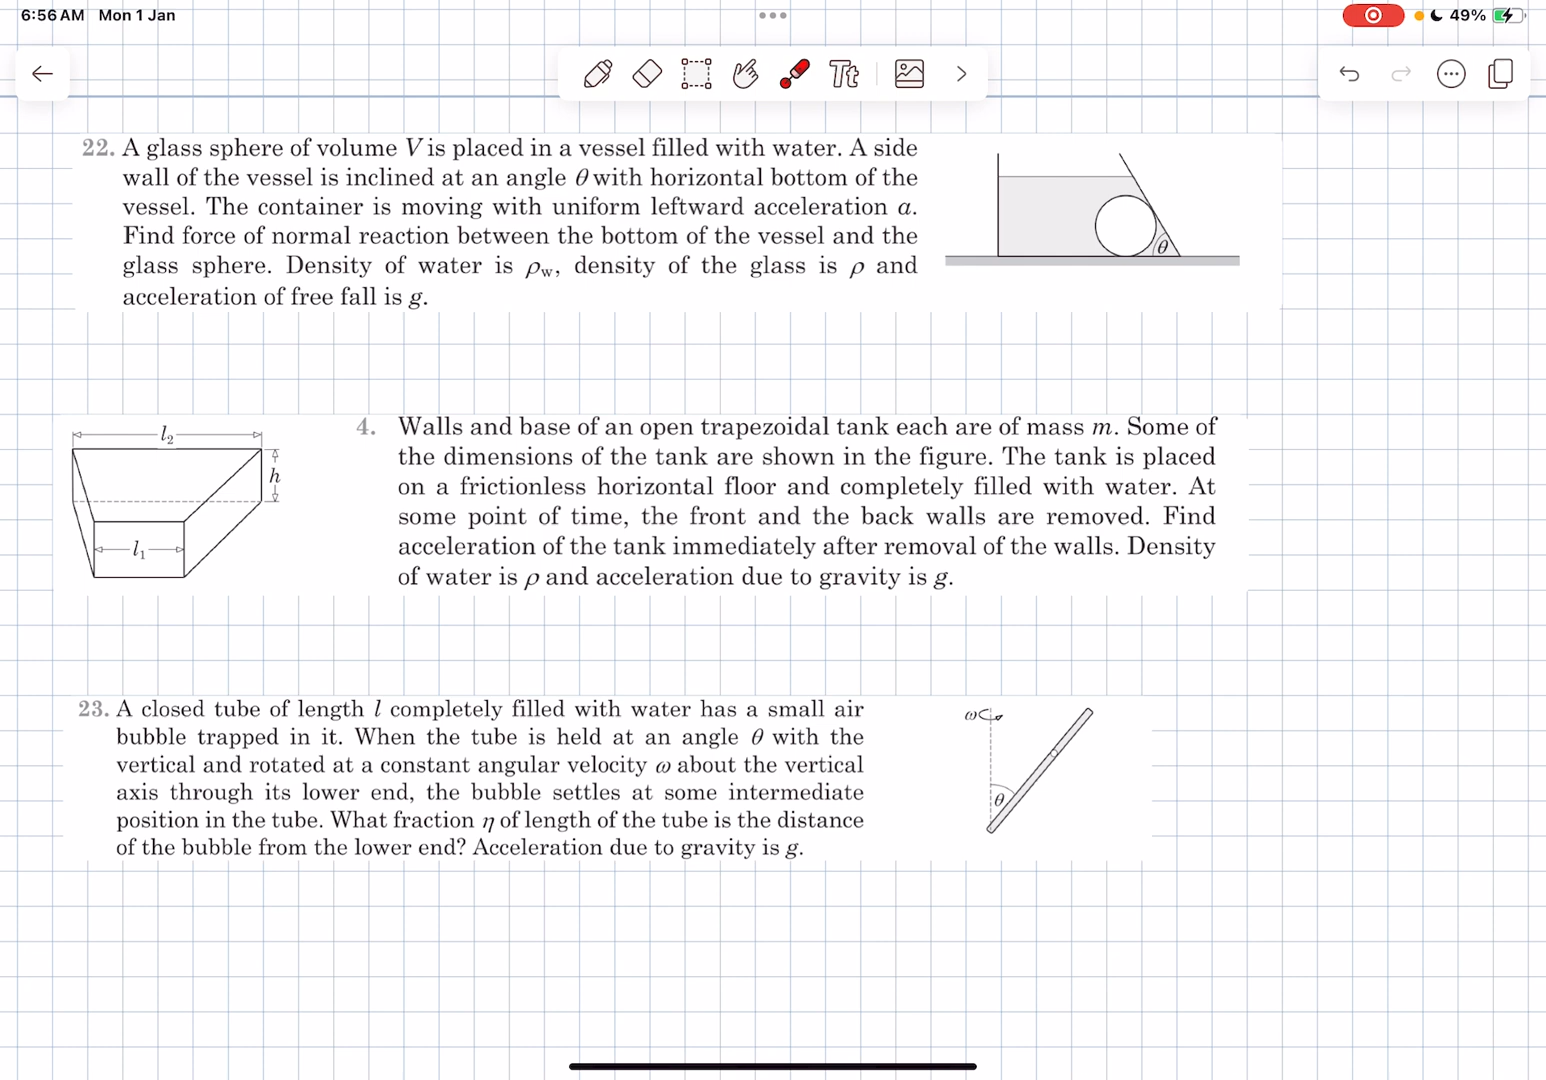 6:56 AM Mon 1 Jan
49%
Tt
22. A glass sphere of volume V is placed in a vessel filled with water. A side
wall of the vessel is inclined at an angle θ with horizontal bottom of the
vessel. The container is moving with uniform leftward acceleration a.
Find force of normal reaction between the bottom of the vessel and the
glass sphere. Density of water is ρw, density of the glass is ρ and
acceleration of free fall is g.
θ
l2
h
l1
4. Walls and base of an open trapezoidal tank each are of mass m. Some of
the dimensions of the tank are shown in the figure. The tank is placed
on a frictionless horizontal floor and completely filled with water. At
some point of time, the front and the back walls are removed. Find
acceleration of the tank immediately after removal of the walls. Density
of water is ρ and acceleration due to gravity is g.
23. A closed tube of length l completely filled with water has a small air
bubble trapped in it. When the tube is held at an angle θ with the
vertical and rotated at a constant angular velocity ω about the vertical
axis through its lower end, the bubble settles at some intermediate
position in the tube. What fraction η of length of the tube is the distance
of the bubble from the lower end? Acceleration due to gravity is g.
ω
θ